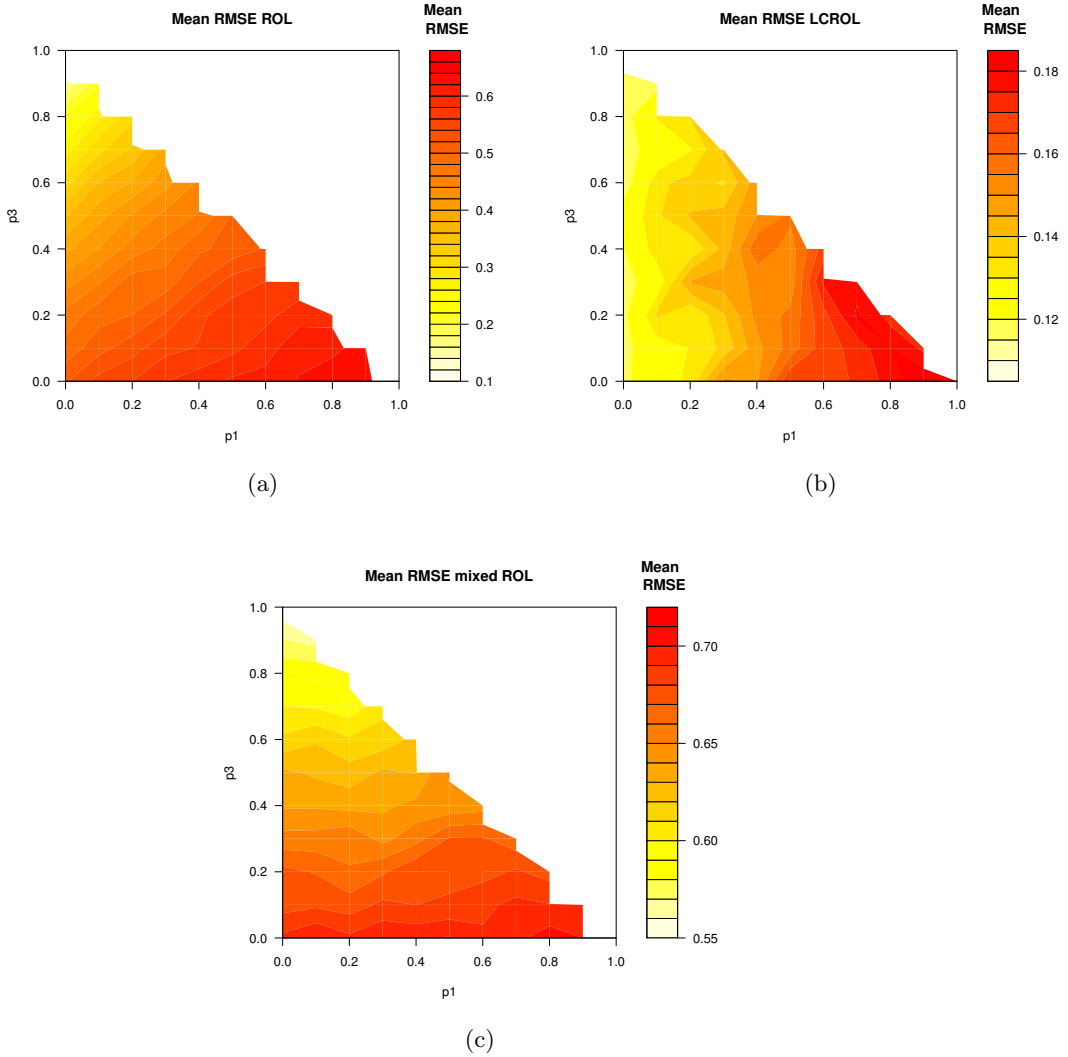 Mean RMSE ROL
Mean
RMSE
1.0
0.8
0.6
0.4
0.2
0.0
p3
0.0 0.2 0.4 0.6 0.8 1.0
p1
0.6
0.5
0.4
0.3
0.2
0.1
(a)
Mean RMSE LCROL
Mean
RMSE
1.0
0.8
0.6
0.4
0.2
0.0
p3
0.0 0.2 0.4 0.6 0.8 1.0
p1
0.18
0.16
0.14
0.12
(b)
Mean RMSE mixed ROL
Mean
RMSE
1.0
0.8
0.6
0.4
0.2
0.0
p3
0.0 0.2 0.4 0.6 0.8 1.0
p1
0.70
0.65
0.60
0.55
(c)